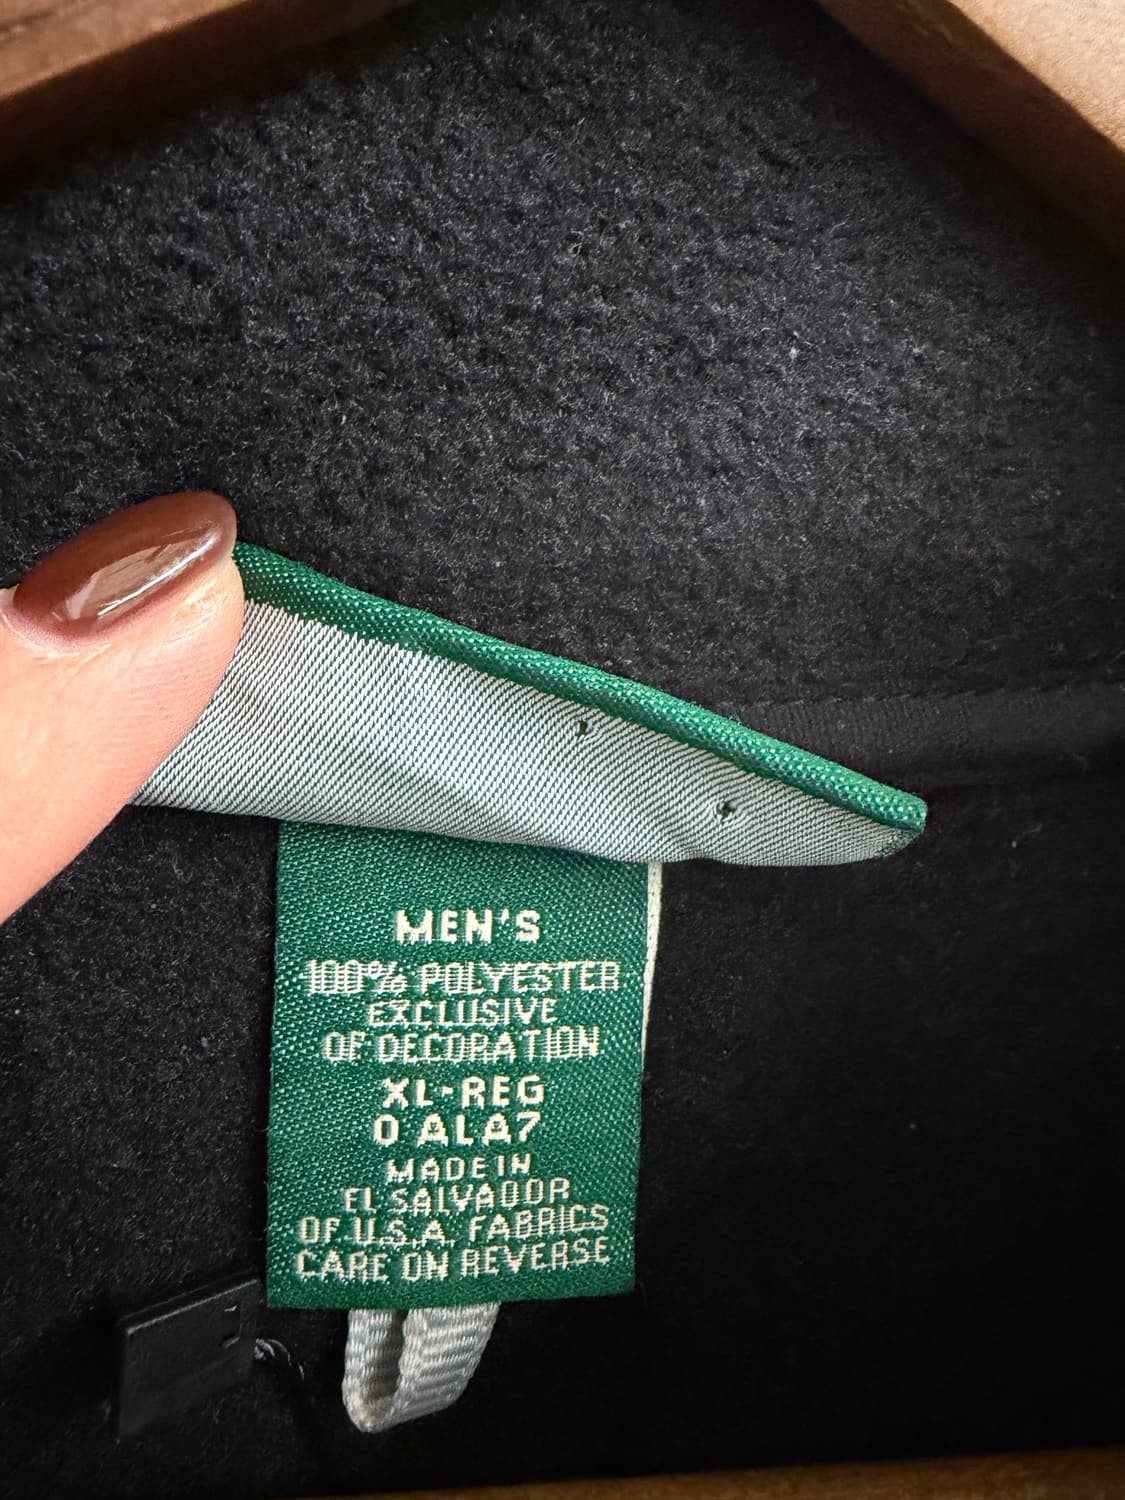 MEN'S
100% POLYESTER
EXCLUSIVE
OF DECORATION
XL-REG
0 ALA7
MADE IN
EL SALVADOR
OF U.S.A. FABRICS
CARE ON REVERSE